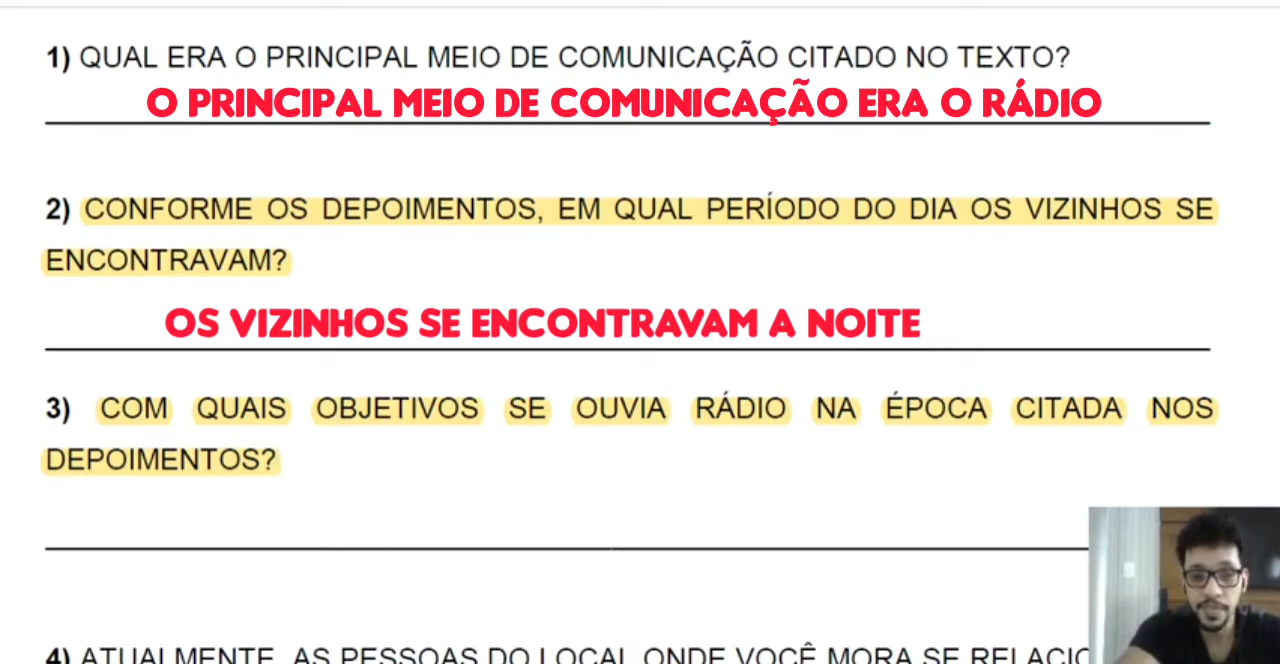 1) QUAL ERA O PRINCIPAL MEIO DE COMUNICAÇÃO CITADO NO TEXTO?
O PRINCIPAL MEIO DE COMUNICAÇÃO ERA O RÁDIO
2) CONFORME OS DEPOIMENTOS, EM QUAL PERÍODO DO DIA OS VIZINHOS SE
ENCONTRAVAM?
OS VIZINHOS SE ENCONTRAVAM A NOITE
3) COM QUAIS OBJETIVOS SE OUVIA RÁDIO NA ÉPOCA CITADA NOS
DEPOIMENTOS?
4) ATUALMENTE, AS PESSOAS DO LOCAL ONDE VOCÊ MORA SE